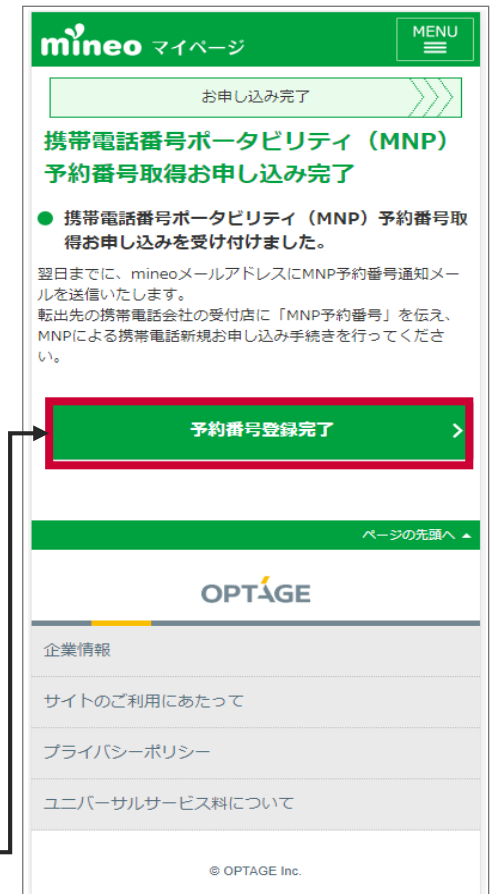 mineo マイページ
MENU
お申し込み完了
携帯電話番号ポータビリティ（MNP）
予約番号取得お申し込み完了
携帯電話番号ポータビリティ（MNP）予約番号取
得お申し込みを受け付けました。
翌日までに、mineoメールアドレスにMNP予約番号通知メー
ルを送信いたします。
転出先の携帯電話会社の受付店に「MNP予約番号」を伝え、
MNPによる携帯電話新規お申し込み手続きを行ってくださ
い。
予約番号登録完了
ページの先頭へ
OPTAGE
企業情報
サイトのご利用にあたって
プライバシーポリシー
ユニバーサルサービス料について
© OPTAGE Inc.